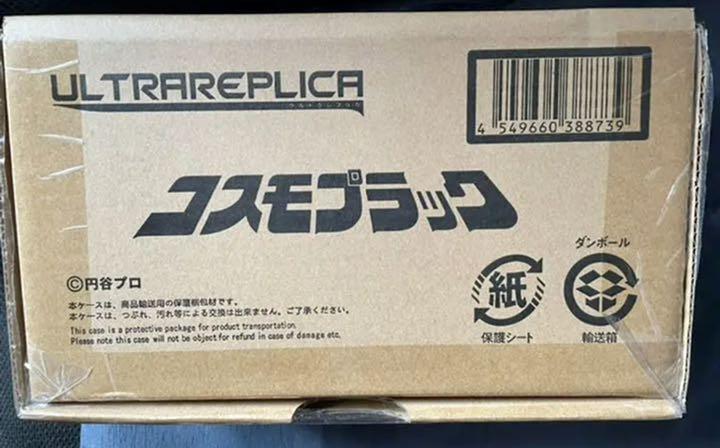 ULTRAREPLICA
ウルトラレプリカ
4 549660 388739
コスモプラック
©円谷プロ
本ケースは、商品輸送用の保護梱包材です。
本ケースは、つぶれ、汚れ等による交換は出来ません。ご了承ください。
This case is a protective package for product transportation.
Please note this case will not be object for refund in case of damage etc.
紙
保護シート
ダンボール
輸送箱